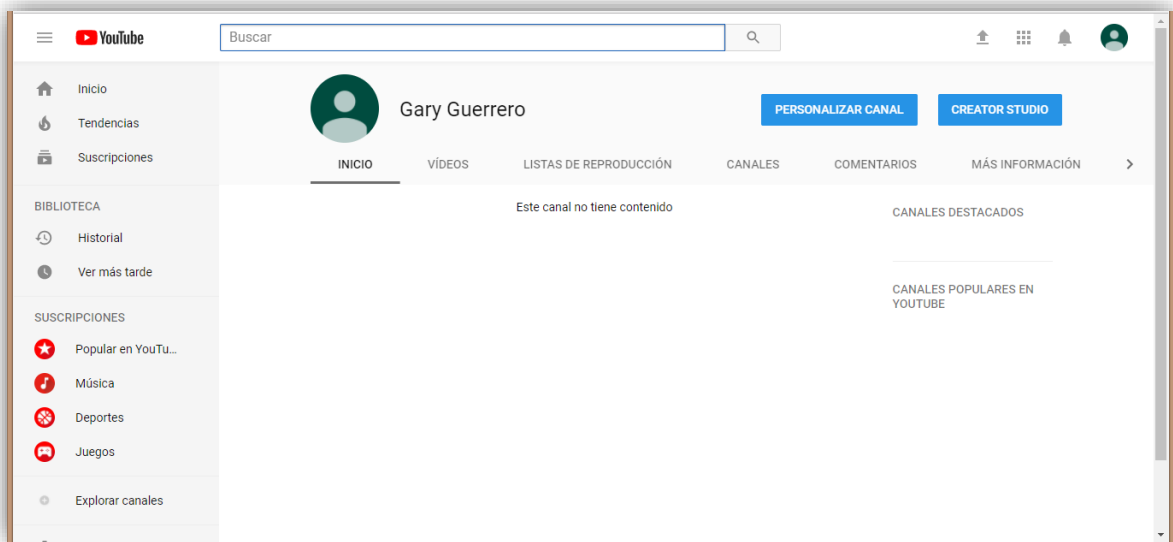 YouTube
Buscar
Inicio
Tendencias
Suscripciones
BIBLIOTECA
Historial
Ver más tarde
SUSCRIPCIONES
Popular en YouTu...
Música
Deportes
Juegos
Explorar canales
Gary Guerrero
PERSONALIZAR CANAL
CREATOR STUDIO
INICIO VÍDEOS LISTAS DE REPRODUCCIÓN CANALES COMENTARIOS MÁS INFORMACIÓN
Este canal no tiene contenido
CANALES DESTACADOS
CANALES POPULARES EN
YOUTUBE